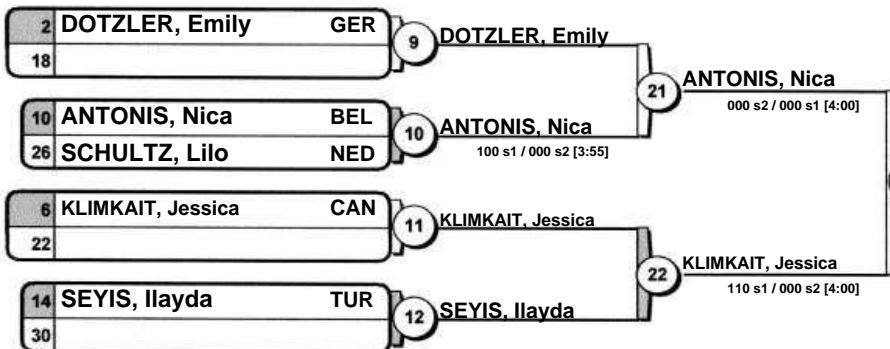 2 DOTZLER, Emily GER
18
9 DOTZLER, Emily
10 ANTONIS, Nica BEL
26 SCHULTZ, Lilo NED
10 ANTONIS, Nica
100 s1 / 000 s2 [3:55]
21 ANTONIS, Nica
000 s2 / 000 s1 [4:00]
6 KLIMKAIT, Jessica CAN
22
11 KLIMKAIT, Jessica
14 SEYIS, Ilayda TUR
30
12 SEYIS, Ilayda
22 KLIMKAIT, Jessica
110 s1 / 000 s2 [4:00]